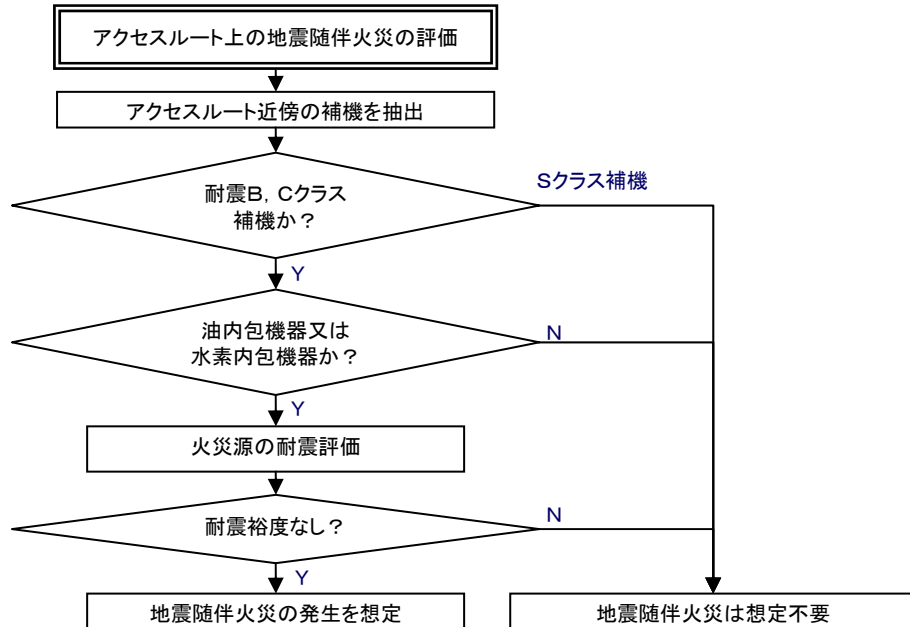 アクセスルート上の地震随伴火災の評価
アクセスルート近傍の補機を抽出
耐震B，Cクラス
補機か？
Sクラス補機
Y
油内包機器又は
水素内包機器か？
N
Y
火災源の耐震評価
耐震裕度なし？
N
Y
地震随伴火災の発生を想定
地震随伴火災は想定不要